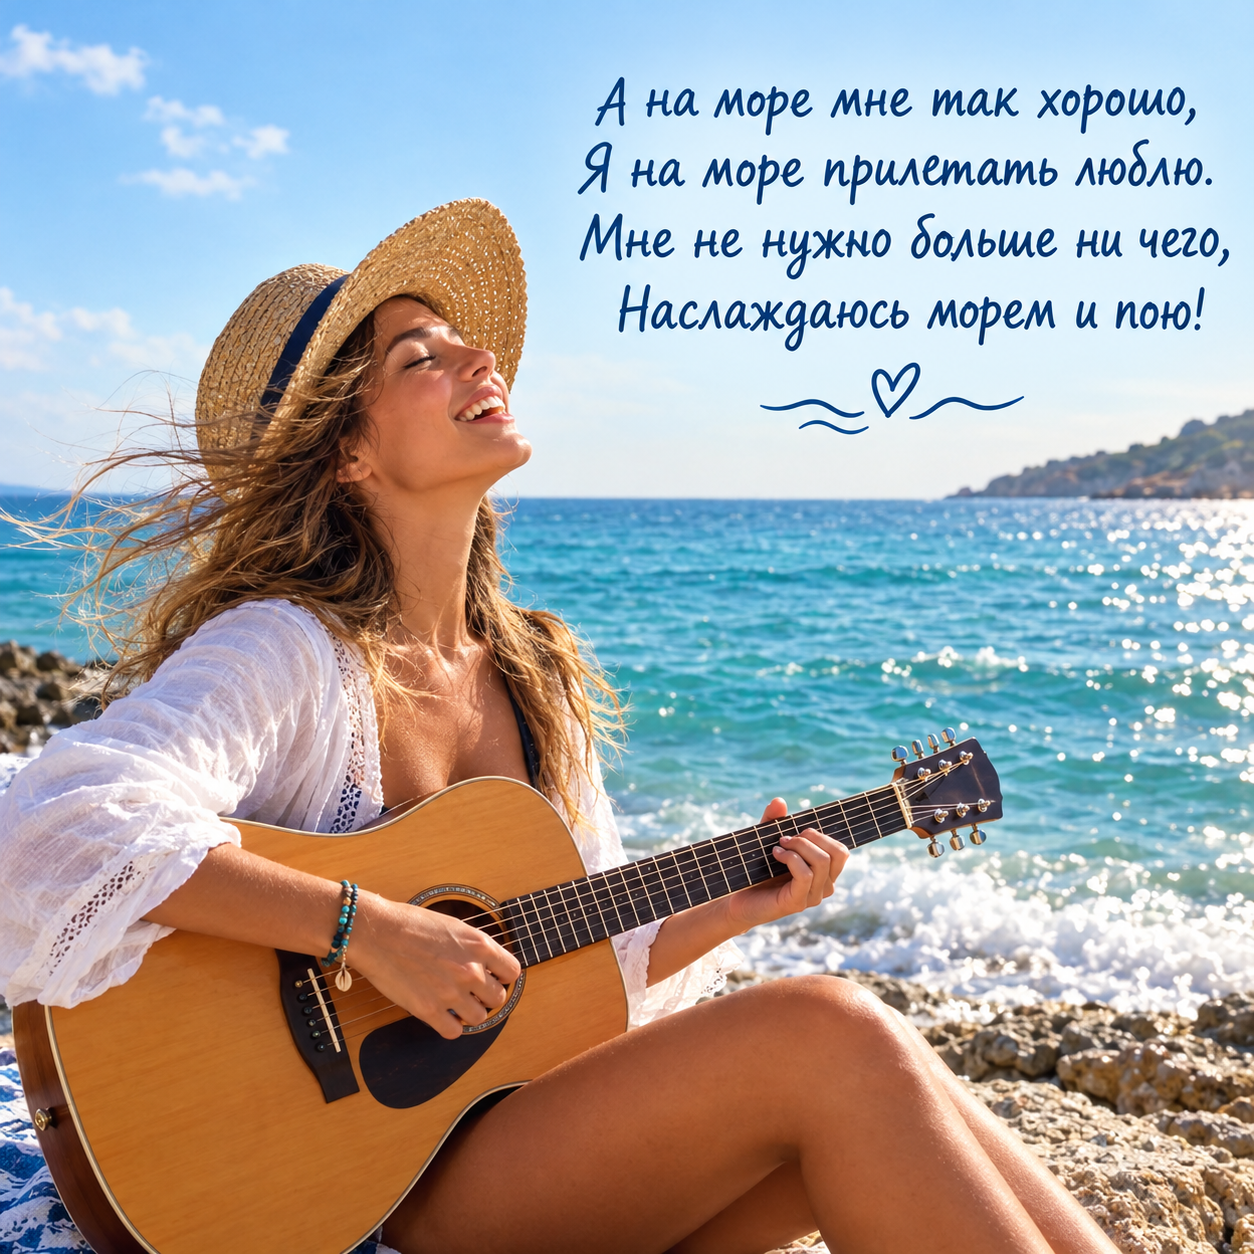 А на море мне так хорошо,
Я на море прилетать люблю.
Мне не нужно больше ни чего,
Наслаждаюсь морем и пою!